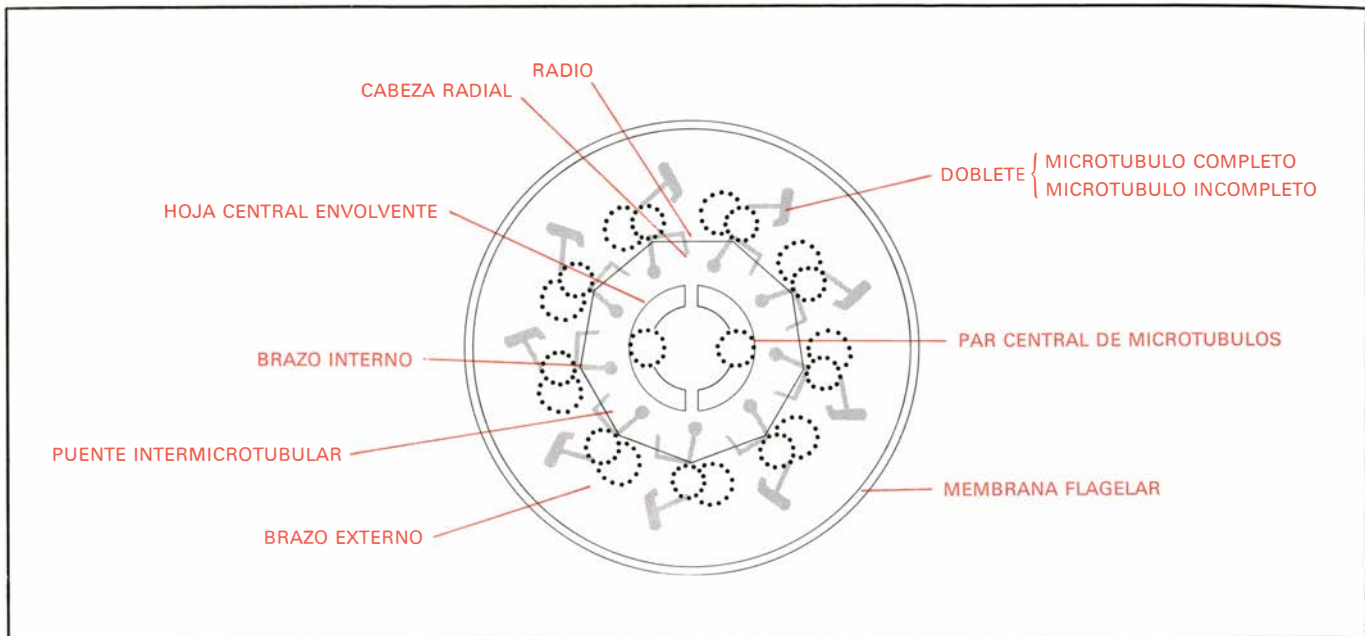 RADIO
CABEZA RADIAL
DOBLETE { MICROTUBULO COMPLETO
MICROTUBULO INCOMPLETO
HOJA CENTRAL ENVOLVENTE
PAR CENTRAL DE MICROTUBULOS
BRAZO INTERNO
PUENTE INTERMICROTUBULAR
MEMBRANA FLAGELAR
BRAZO EXTERNO